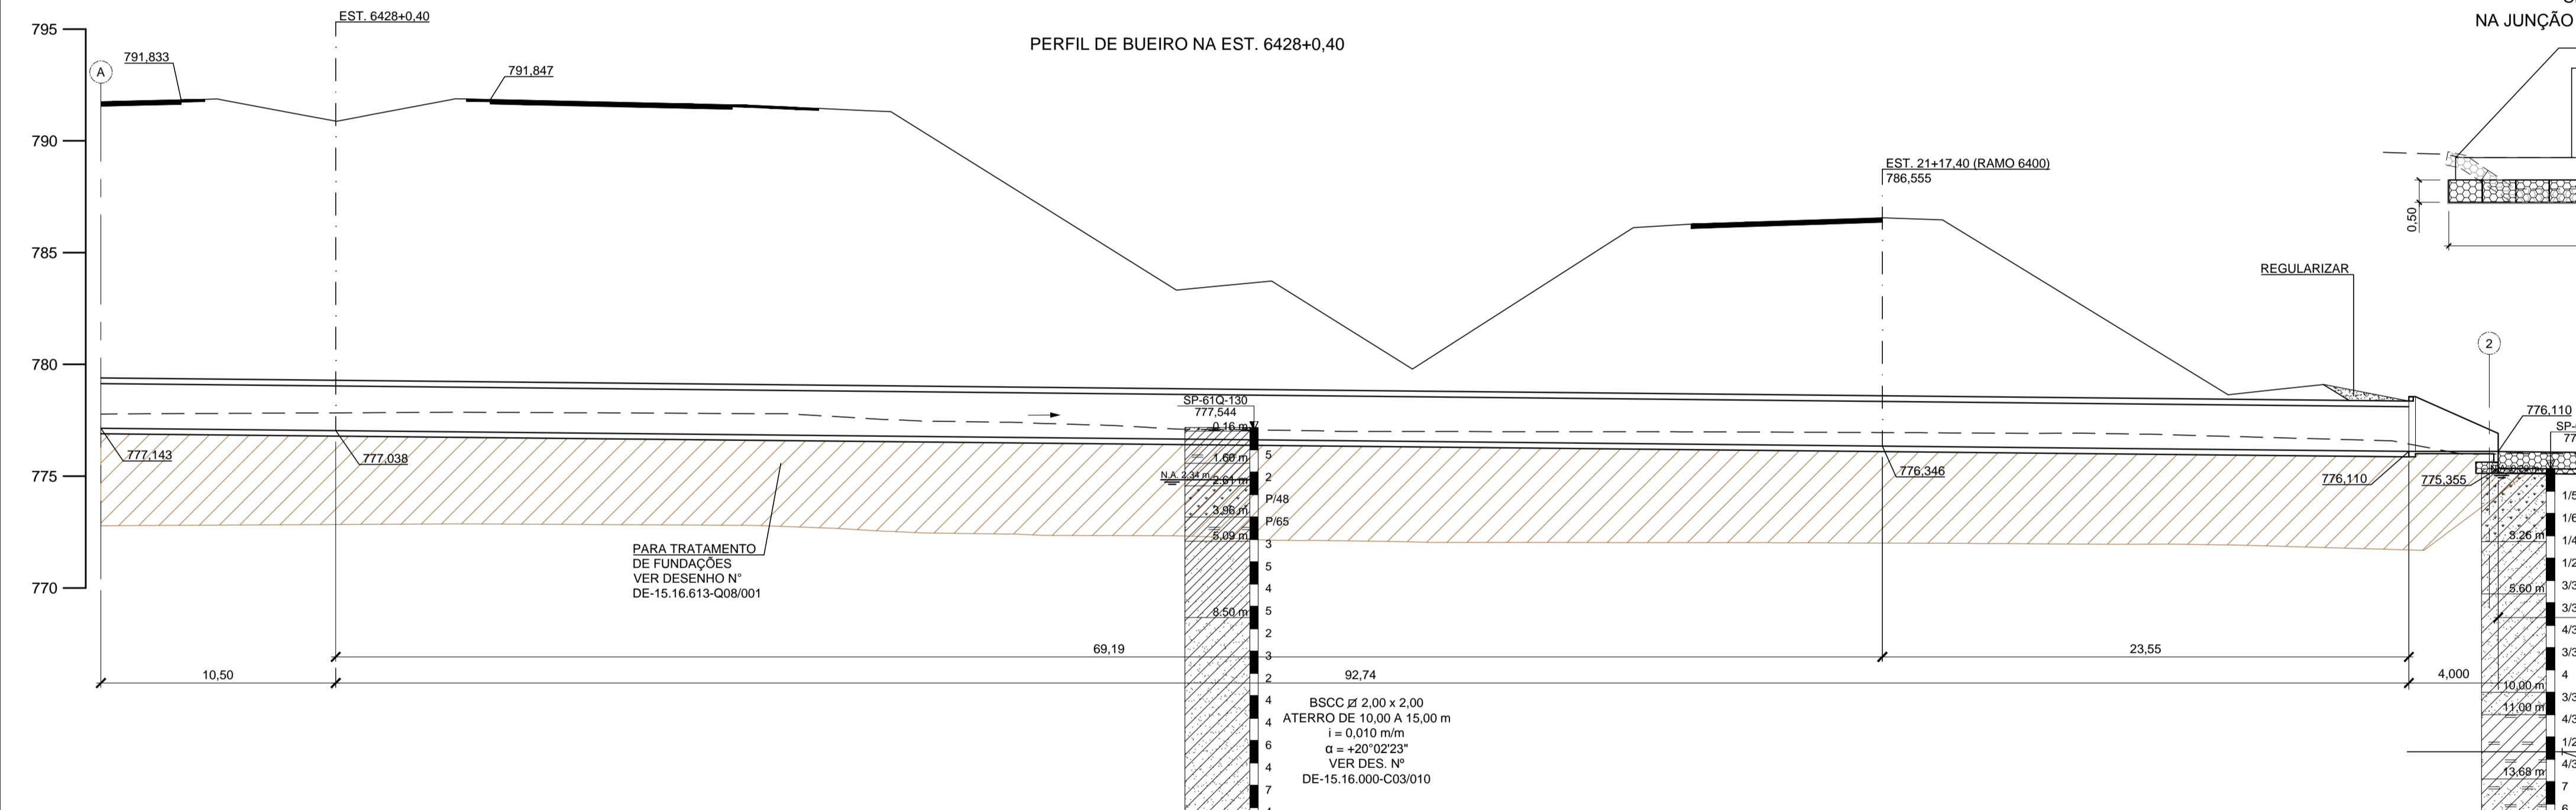 NA JUNÇÃO
PERFIL DE BUEIRO NA EST. 6428+0,40
EST. 6428+0,40
795
790
785
780
775
770
A
791,833
791,847
EST. 21+17,40 (RAMO 6400)
786,555
0,50
REGULARIZAR
2
776,110
SP-61Q-130
777,544
0,16 m
1.60 m
N.A. 2,34 m
2.61 m
3.96 m
5,09 m
8.50 m
5
2
P/48
P/65
3
5
4
5
2
3
2
4
4
6
4
7
777,143
777,038
776,346
776,110
775,355
PARA TRATAMENTO
DE FUNDAÇÕES
VER DESENHO N°
DE-15.16.613-Q08/001
3.26 m
5.60 m
10,00 m
11,00 m
13,68 m
4
7
69,19
23,55
10,50
92,74
4,000
BSCC 2,00 x 2,00
ATERRO DE 10,00 A 15,00 m
i = 0,010 m/m
α = +20°02'23"
VER DES. Nº
DE-15.16.000-C03/010